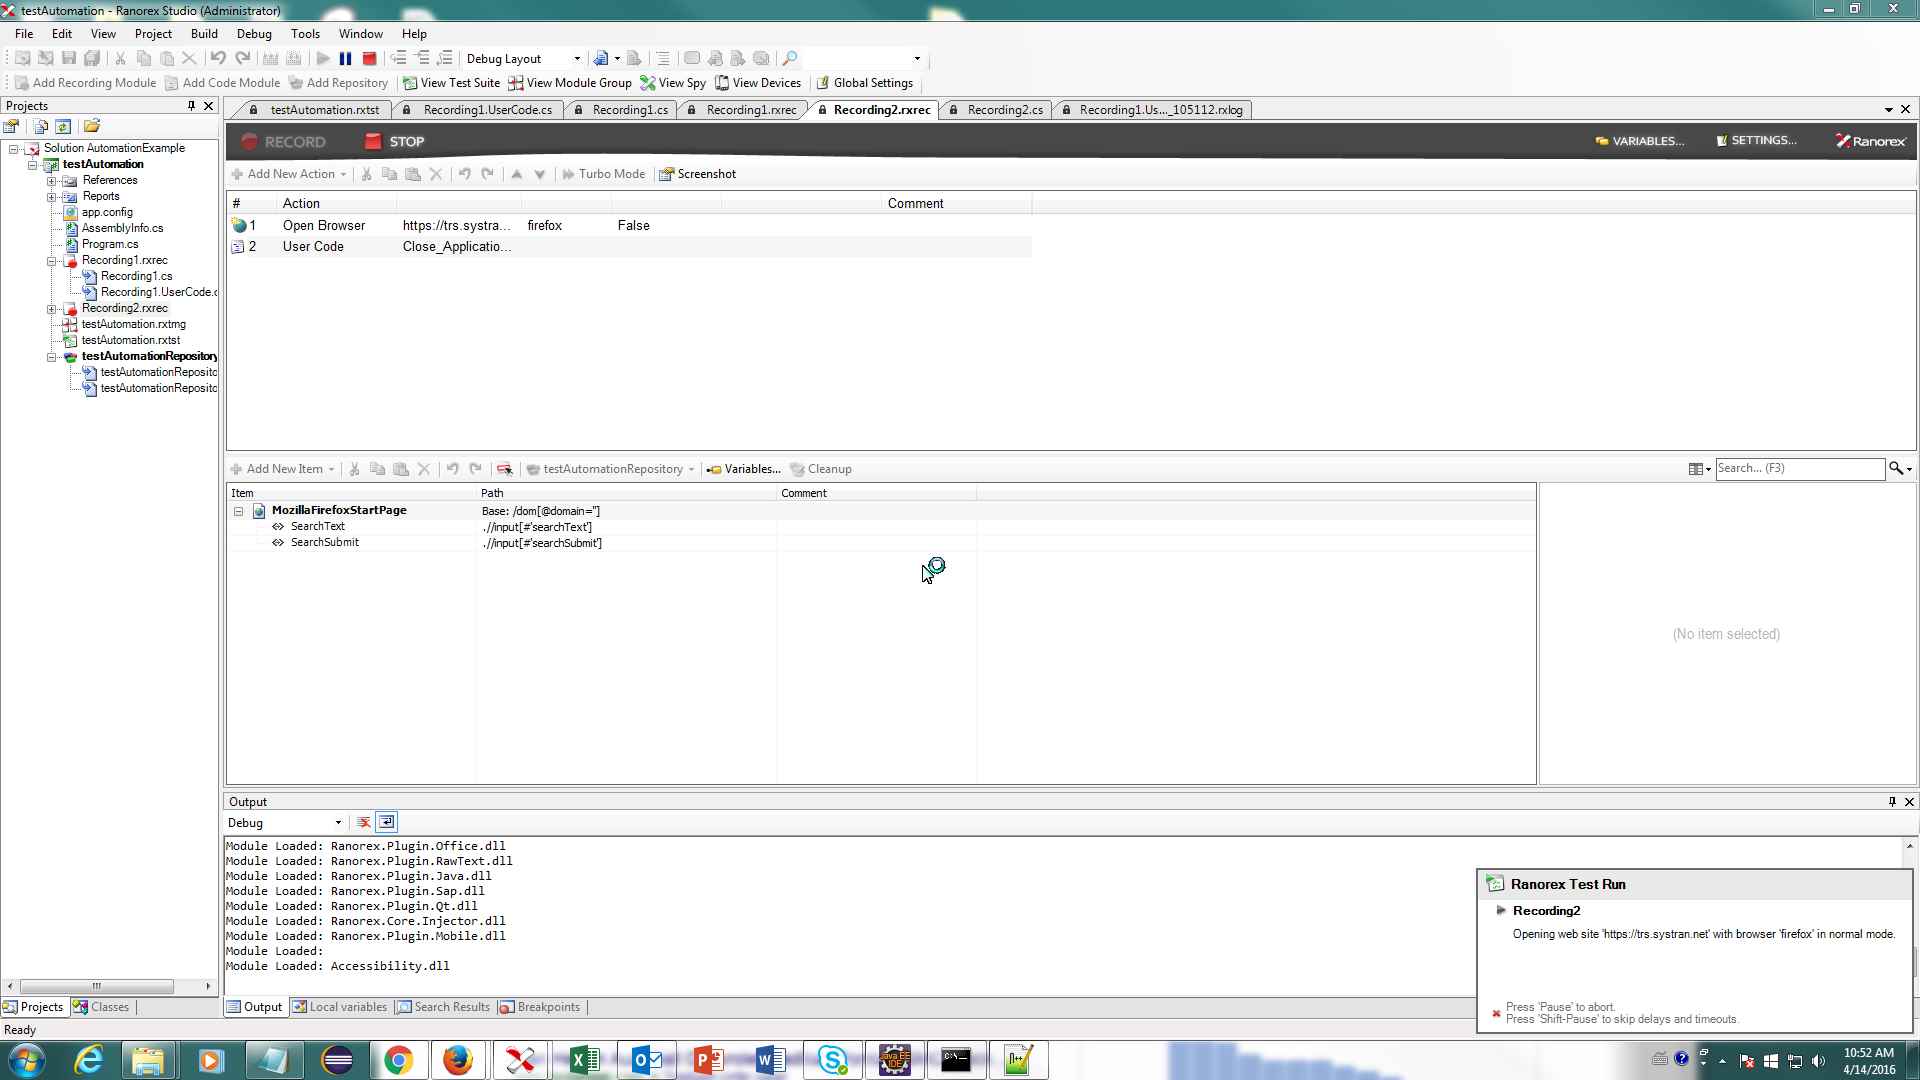 testAutomation - Ranorex Studio (Administrator)
File Edit View Project Build Debug Tools Window Help
Debug Layout
Add Recording Module Add Code Module Add Repository View Test Suite View Module Group View Spy View Devices Global Settings
Projects
testAutomation.rxtst Recording1.UserCode.cs Recording1.cs Recording1.rxrec Recording2.rxrec Recording2.cs Recording1.Us..._105112.rxlog
RECORD STOP VARIABLES... SETTINGS... Ranorex
Solution AutomationExample
testAutomation
References
Reports
app.config
AssemblyInfo.cs
Program.cs
Recording1.rxrec
Recording1.cs
Recording1.UserCode.c
Recording2.rxrec
testAutomation.rxtmg
testAutomation.rxtst
testAutomationRepository
testAutomationReposito
testAutomationReposito
Add New Action Turbo Mode Screenshot
# Action Comment
1 Open Browser https://trs.systra... firefox False
2 User Code Close_Applicatio...
Add New Item testAutomationRepository Variables... Cleanup Search... (F3)
Item Path Comment
MozillaFirefoxStartPage Base: /dom[@domain='']
SearchText .//input[#'searchText']
SearchSubmit .//input[#'searchSubmit']
(No item selected)
Output
Debug
Module Loaded: Ranorex.Plugin.Office.dll
Module Loaded: Ranorex.Plugin.RawText.dll
Module Loaded: Ranorex.Plugin.Java.dll
Module Loaded: Ranorex.Plugin.Sap.dll
Module Loaded: Ranorex.Plugin.Qt.dll
Module Loaded: Ranorex.Core.Injector.dll
Module Loaded: Ranorex.Plugin.Mobile.dll
Module Loaded:
Module Loaded: Accessibility.dll
Ranorex Test Run
Recording2
Opening web site 'https://trs.systran.net' with browser 'firefox' in normal mode.
Press 'Pause' to abort.
Press 'Shift-Pause' to skip delays and timeouts.
Projects Classes
Output Local variables Search Results Breakpoints
Ready
Java EE
IDE
10:52 AM
4/14/2016